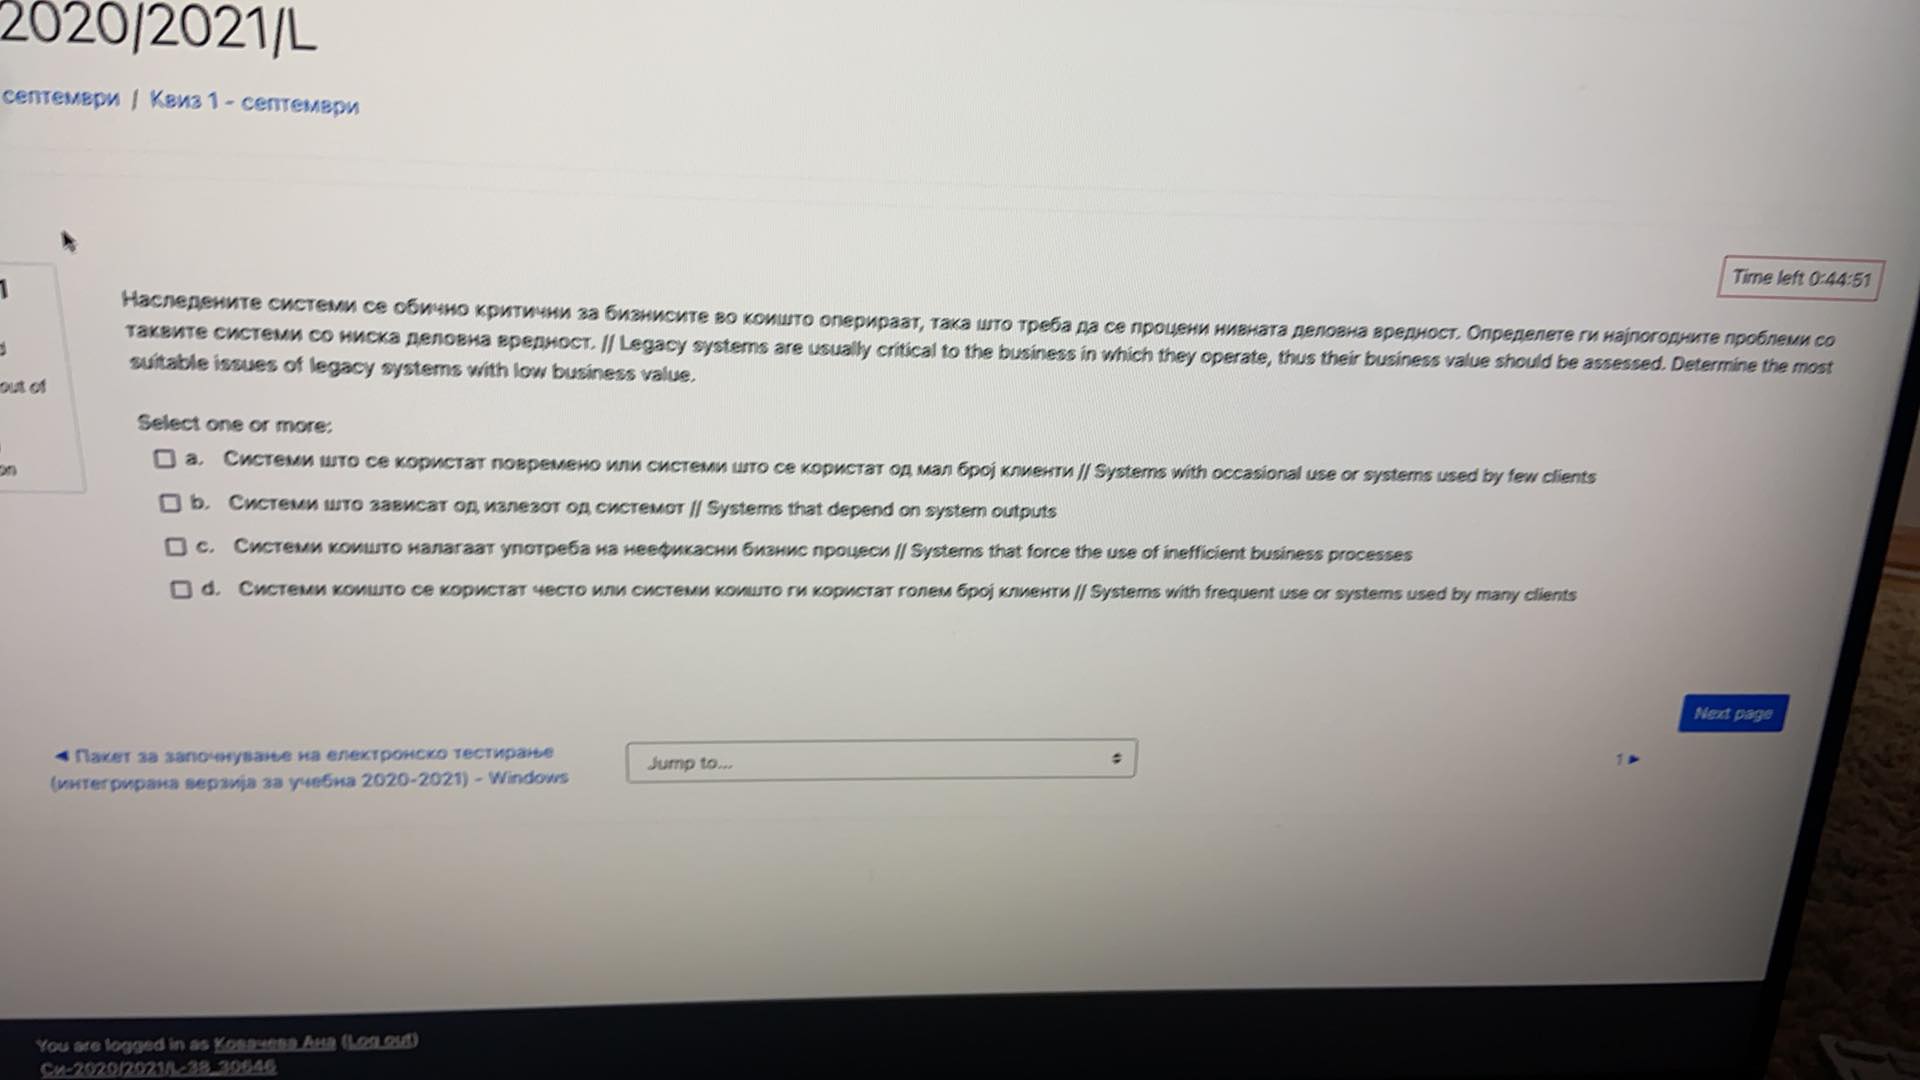 2020/2021/L
септември / Квиз 1 - септември
Time left 0:44:51
1
out of
on
Наследените системи се обично критични за бизнисите во коишто оперираат, така што треба да се процени нивната деловна вредност. Определете ги најпогодните проблеми со
таквите системи со ниска деловна вредност. // Legacy systems are usually critical to the business in which they operate, thus their business value should be assessed. Determine the most
suitable issues of legacy systems with low business value.
Select one or more:
a. Системи што се користат повремено или системи што се користат од мал број клиенти // Systems with occasional use or systems used by few clients
b. Системи што зависат од излезот од системот // Systems that depend on system outputs
c. Системи коишто налагаат употреба на неефикасни бизнис процеси // Systems that force the use of inefficient business processes
d. Системи коишто се користат често или системи коишто ги користат голем број клиенти // Systems with frequent use or systems used by many clients
Next page
◄ Пакет за започнување на електронско тестирање
(интегрирана верзија за учебна 2020-2021) - Windows
Jump to...
1 ►
You are logged in as Ковачева Ана (Log out)
Си-2020/2021/L-38_30646